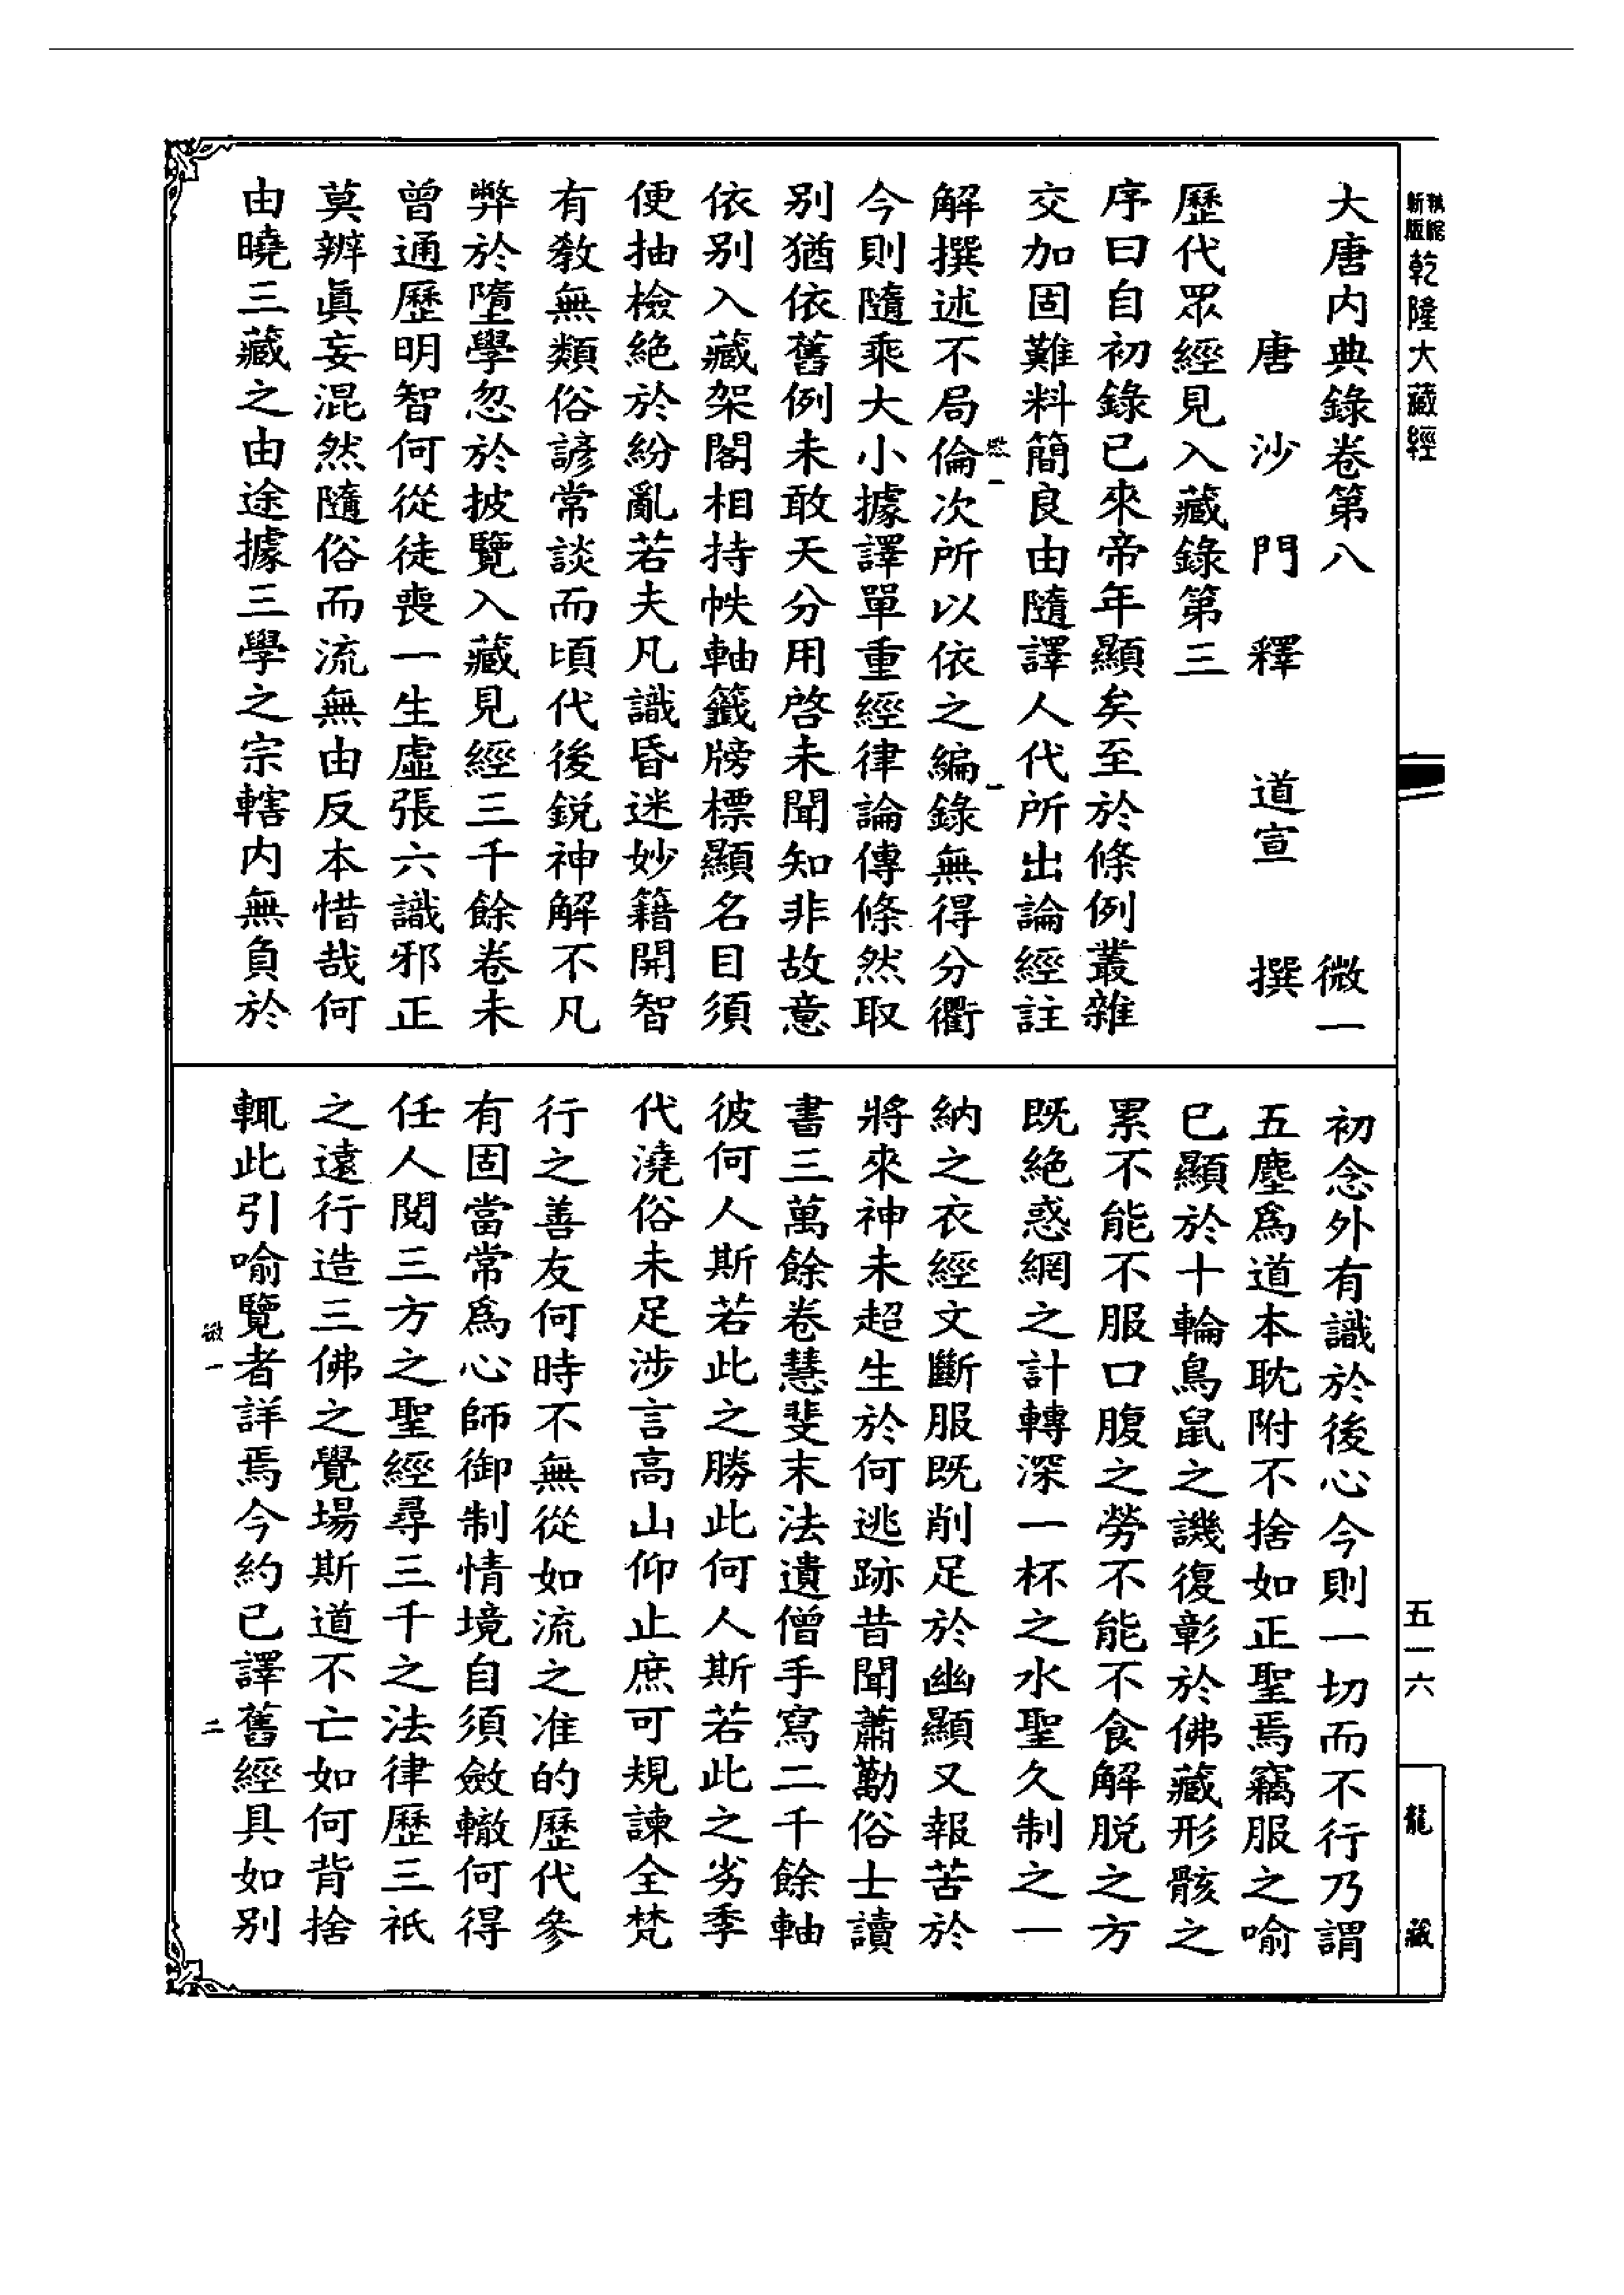 新版
乾隆大藏經
大唐内典錄卷第八 微一
唐沙門釋道宣撰
歷代眾經見入藏錄第三
序曰自初錄已來帝年顯矣至於條例叢雜
交加固難料簡良由隨譯人代所出論經註
解撰述不局倫次所以依之編錄無得分衢
今則隨乘大小據譯單重經律論傳條然取
别猶依舊例未敢天分用啓未聞知非故意
依别入藏架閣相持帙軸籤牓標顯名目須
便抽檢絶於紛亂若夫凡識昏迷妙籍開智
有教無類俗諺常談而頃代後鋭神解不凡
弊於墮學忽於披覽入藏見經三千餘卷未
曾通歷明智何從徒喪一生虛張六識邪正
莫辨眞妄混然隨俗而流無由反本惜哉何
由曉三藏之由途據三學之宗轄内無負於
初念外有識於後心今則一切而不行乃謂
五塵爲道本耽附不捨如正聖焉竊服之喻
已顯於十輪鳥鼠之譏復彰於佛藏形骸之
累不能不服口腹之勞不能不食解脱之方
既絶惑網之計轉深一杯之水聖久制之一
納之衣經文斷服既削足於幽顯又報苦於
將來神未超生於何逃跡昔聞蕭勱俗士讀
書三萬餘卷慧斐末法遺僧手寫二千餘軸
彼何人斯若此之勝此何人斯若此之劣季
代澆俗未足涉言高山仰止庶可規諫全梵
行之善友何時不無從如流之准的歷代參
有固當常爲心師御制情境自須斂轍何得
任人閱三方之聖經尋三千之法律歷三祇
之遠行造三佛之覺場斯道不亡如何背捨
輒此引喻覽者詳焉今約已譯舊經具如别
微一
一
微一
二
五一六
龍藏